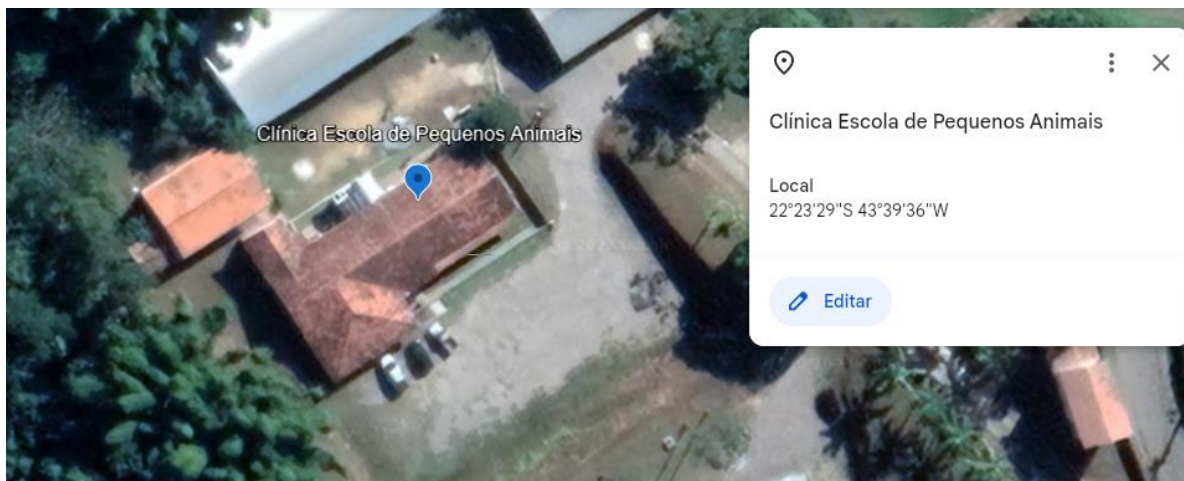 Clínica Escola de Pequenos Animais
Clínica Escola de Pequenos Animais
Local
22°23'29"S 43°39'36"W
Editar